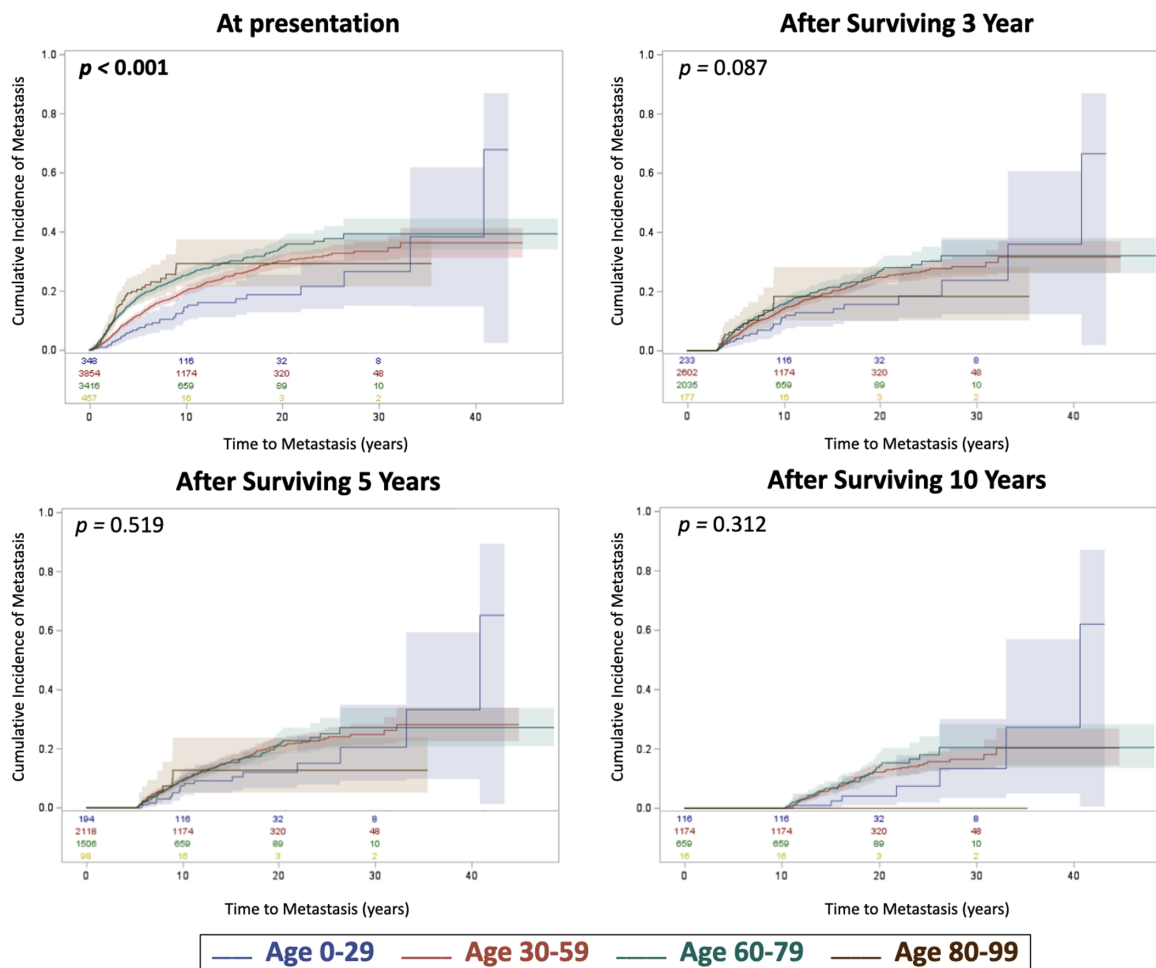 At presentation
After Surviving 3 Year
Cumulative Incidence of Metastasis
1.0
0.8
0.6
0.4
0.2
0.0
p < 0.001
348 116 32 8
3854 1174 320 48
3416 659 89 10
457 16 3 2
0 10 20 30 40
Time to Metastasis (years)
Cumulative Incidence of Metastasis
1.0
0.8
0.6
0.4
0.2
0.0
p = 0.087
233 116 32 8
2602 1174 320 48
2035 659 89 10
177 16 3 2
0 10 20 30 40
Time to Metastasis (years)
After Surviving 5 Years
After Surviving 10 Years
Cumulative Incidence of Metastasis
1.0
0.8
0.6
0.4
0.2
0.0
p = 0.519
194 116 32 8
2118 1174 320 48
1506 659 89 10
98 16 3 2
0 10 20 30 40
Time to Metastasis (years)
Cumulative Incidence of Metastasis
1.0
0.8
0.6
0.4
0.2
0.0
p = 0.312
116 116 32 8
1174 1174 320 48
659 659 89 10
16 16 3 2
0 10 20 30 40
Time to Metastasis (years)
Age 0-29 Age 30-59 Age 60-79 Age 80-99